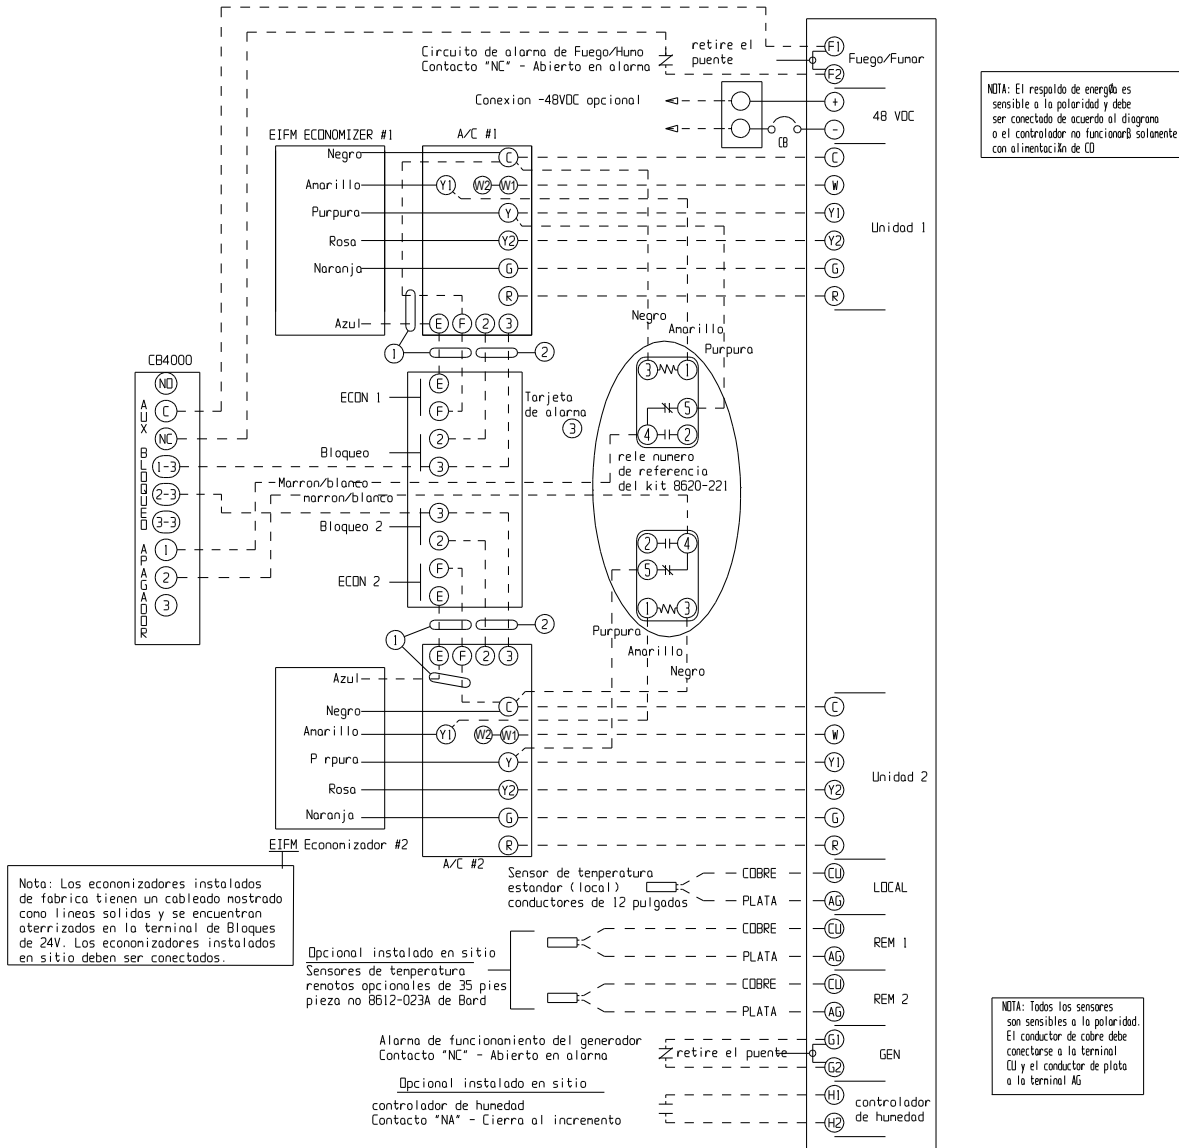 Circuito de alarma de Fuego/Humo
Contacto "NC" - Abierto en alarma
retire el
puente
F1
F2
Fuego/Fumar
Conexion -48VDC opcional
+
-
CB
48 VDC
NOTA: El respaldo de energØa es
sensible a la polaridad y debe
ser conectado de acuerdo al diagrama
o el controlador no funcionarß solamente
con alimentaciXn de CD
EIFM ECONOMIZER #1
A/C #1
Negro
C
C
Amarillo
Y1
W2
W1
W
Purpura
Y
Y1
Unidad 1
Rosa
Y2
Y2
Naranja
G
G
R
R
Azul
E
F
2
3
1
2
Negro
Amarillo
Purpura
CB4000
NO
C
NC
1-3
2-3
3-3
1
2
3
AUX BLOQUEO APAGADOR
E
ECON 1
F
2
Bloqueo
3
Tarjeta
de alarma
3
3
1
5
4
2
rele numero
de referencia
del kit 8620-221
Marron/blanco
marron/blanco
3
Bloqueo 2
2
F
ECON 2
E
2
4
5
1
3
Purpura
Amarillo
Negro
1
2
E
F
2
3
Azul
Negro
C
C
Amarillo
Y1
W2
W1
W
P rpura
Y
Y1
Unidad 2
Rosa
Y2
Y2
Naranja
G
G
R
R
EIFM Economizador #2
A/C #2
Nota: Los economizadores instalados
de fabrica tienen un cableado mostrado
como lineas solidas y se encuentran
aterrizados en la terminal de Bloques
de 24V. Los economizadores instalados
en sitio deben ser conectados.
Sensor de temperatura
estandar (local)
conductores de 12 pulgadas
COBRE
CU
PLATA
AG
LOCAL
Opcional instalado en sitio
Sensores de temperatura
remotos opcionales de 35 pies
pieza no 8612-023A de Bard
COBRE
CU
PLATA
AG
REM 1
COBRE
CU
PLATA
AG
REM 2
NOTA: Todos los sensores
son sensibles a la polaridad.
El conductor de cobre debe
conectarse a la terminal
CU y el conductor de plata
a la terminal AG
Alarma de funcionamiento del generador
Contacto "NC" - Abierto en alarma
retire el puente
G1
G2
GEN
Opcional instalado en sitio
controlador de humedad
Contacto "NA" - Cierra al incremento
H1
H2
controlador
de humedad